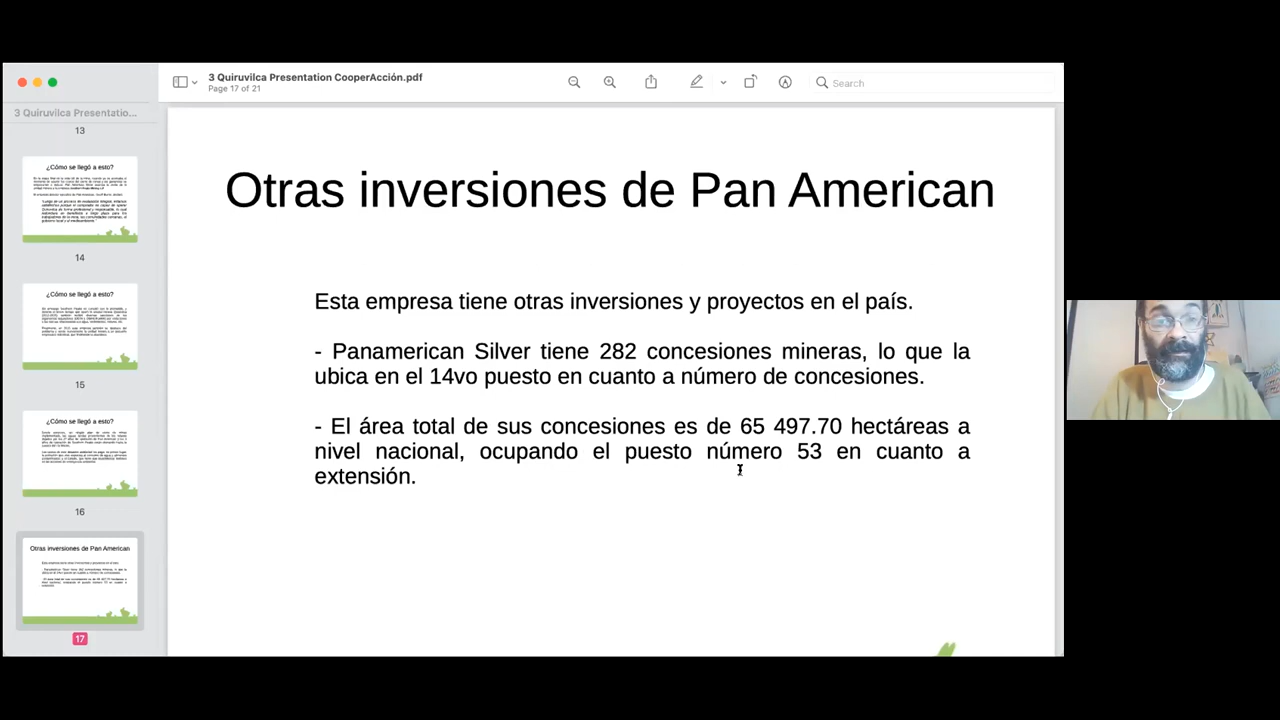 3 Quiruvilca Presentation CooperAcción.pdf
Page 17 of 21
Search
3 Quiruvilca Presentatio...
13
¿Cómo se llegó a esto?
14
¿Cómo se llegó a esto?
15
¿Cómo se llegó a esto?
16
Otras inversiones de Pan American
17
Otras inversiones de Pan American
Esta empresa tiene otras inversiones y proyectos en el país.
- Panamerican Silver tiene 282 concesiones mineras, lo que la
ubica en el 14vo puesto en cuanto a número de concesiones.
- El área total de sus concesiones es de 65 497.70 hectáreas a
nivel nacional, ocupando el puesto número 53 en cuanto a
extensión.